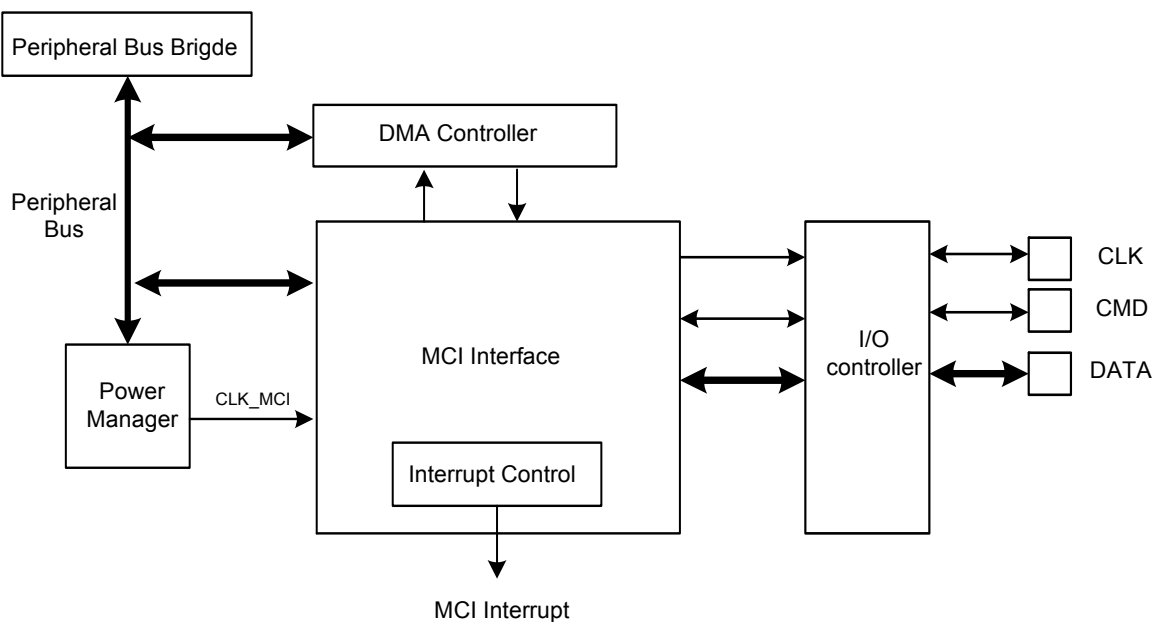 Peripheral Bus Brigde
DMA Controller
Peripheral
Bus
MCI Interface
I/O
controller
CLK
CMD
DATA
Power
Manager
CLK_MCI
Interrupt Control
MCI Interrupt